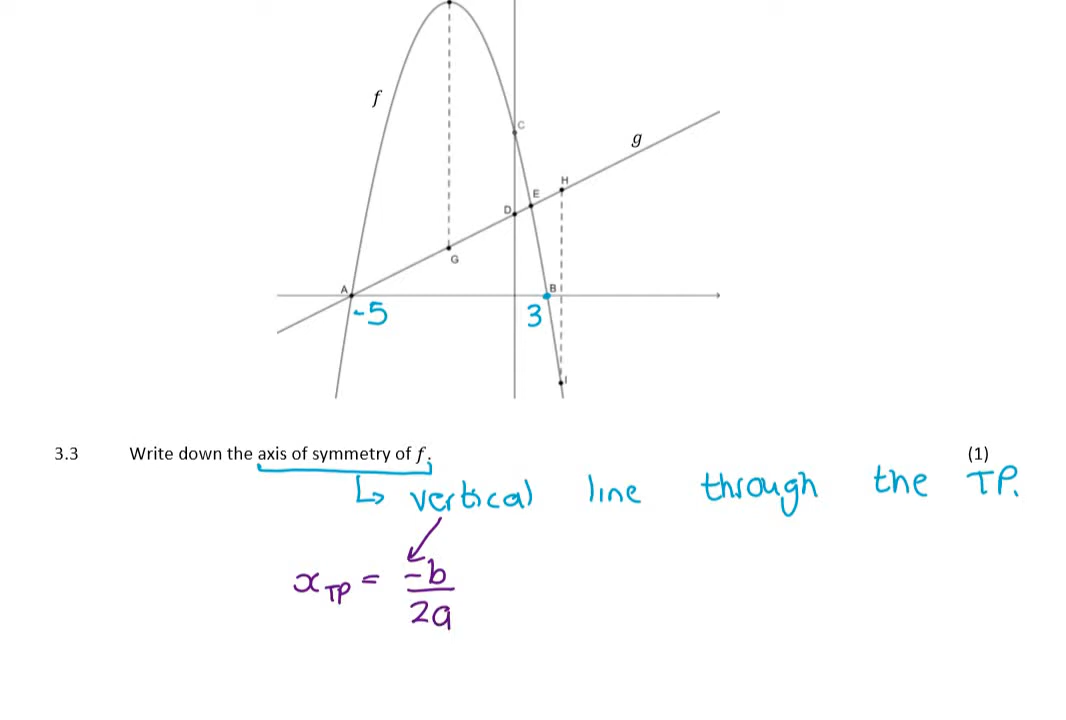 f
C
g
H
E
D
G
A
B
-5
3
I
3.3 Write down the axis of symmetry of f. (1)
↳ vertical line through the TP.
x_TP = -b
2a